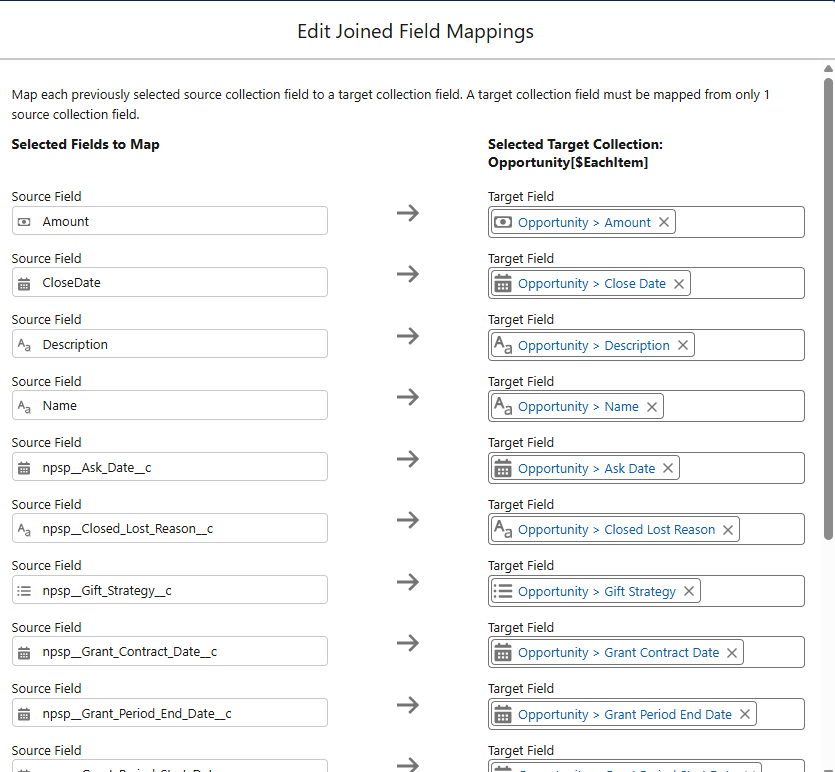 Edit Joined Field Mappings
Map each previously selected source collection field to a target collection field. A target collection field must be mapped from only 1
source collection field.
Selected Fields to Map
Selected Target Collection:
Opportunity[$EachItem]
Source Field
Target Field
Amount
Opportunity > Amount
Source Field
Target Field
CloseDate
Opportunity > Close Date
Source Field
Target Field
Description
Opportunity > Description
Source Field
Target Field
Name
Opportunity > Name
Source Field
Target Field
npsp__Ask_Date__c
Opportunity > Ask Date
Source Field
Target Field
npsp__Closed_Lost_Reason__c
Opportunity > Closed Lost Reason
Source Field
Target Field
npsp__Gift_Strategy__c
Opportunity > Gift Strategy
Source Field
Target Field
npsp__Grant_Contract_Date__c
Opportunity > Grant Contract Date
Source Field
Target Field
npsp__Grant_Period_End_Date__c
Opportunity > Grant Period End Date
Source Field
Target Field